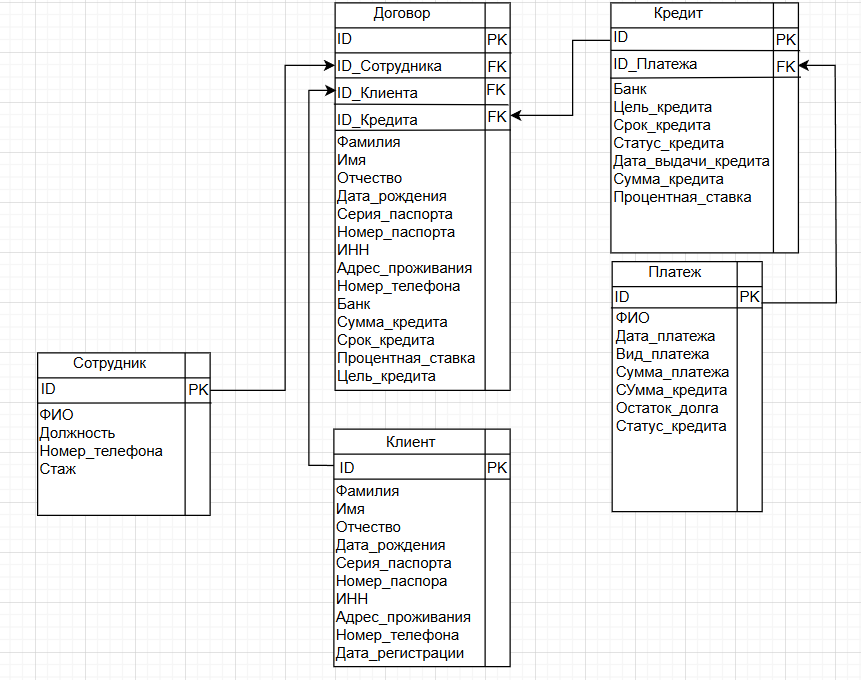 Договор
ID PK
ID_Сотрудника FK
ID_Клиента FK
ID_Кредита FK
Фамилия
Имя
Отчество
Дата_рождения
Серия_паспорта
Номер_паспорта
ИНН
Адрес_проживания
Номер_телефона
Банк
Сумма_кредита
Срок_кредита
Процентная_ставка
Цель_кредита
Кредит
ID PK
ID_Платежа FK
Банк
Цель_кредита
Срок_кредита
Статус_кредита
Дата_выдачи_кредита
Сумма_кредита
Процентная_ставка
Платеж
ID PK
ФИО
Дата_платежа
Вид_платежа
Сумма_платежа
СУмма_кредита
Остаток_долга
Статус_кредита
Сотрудник
ID PK
ФИО
Должность
Номер_телефона
Стаж
Клиент
ID PK
Фамилия
Имя
Отчество
Дата_рождения
Серия_паспорта
Номер_паспора
ИНН
Адрес_проживания
Номер_телефона
Дата_регистрации